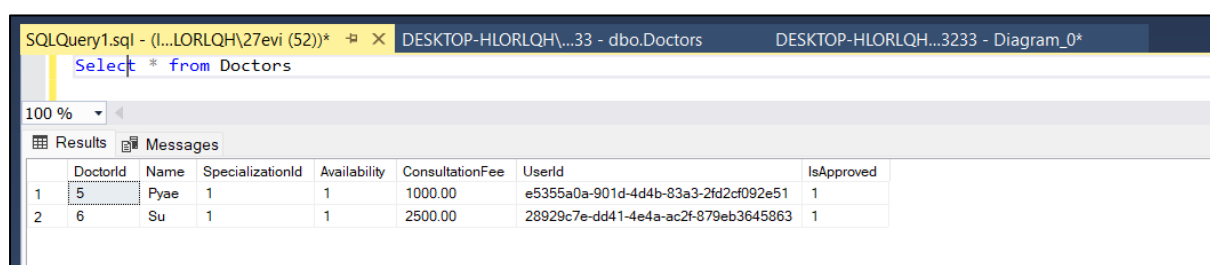 SQLQuery1.sql - (l...LORLQH\27evi (52))* DESKTOP-HLORLQH\...33 - dbo.Doctors DESKTOP-HLORLQH...3233 - Diagram_0*
Select * from Doctors
100 %
Results Messages
DoctorId Name SpecializationId Availability ConsultationFee UserId IsApproved
1 5 Pyae 1 1 1000.00 e5355a0a-901d-4d4b-83a3-2fd2cf092e51 1
2 6 Su 1 1 2500.00 28929c7e-dd41-4e4a-ac2f-879eb3645863 1